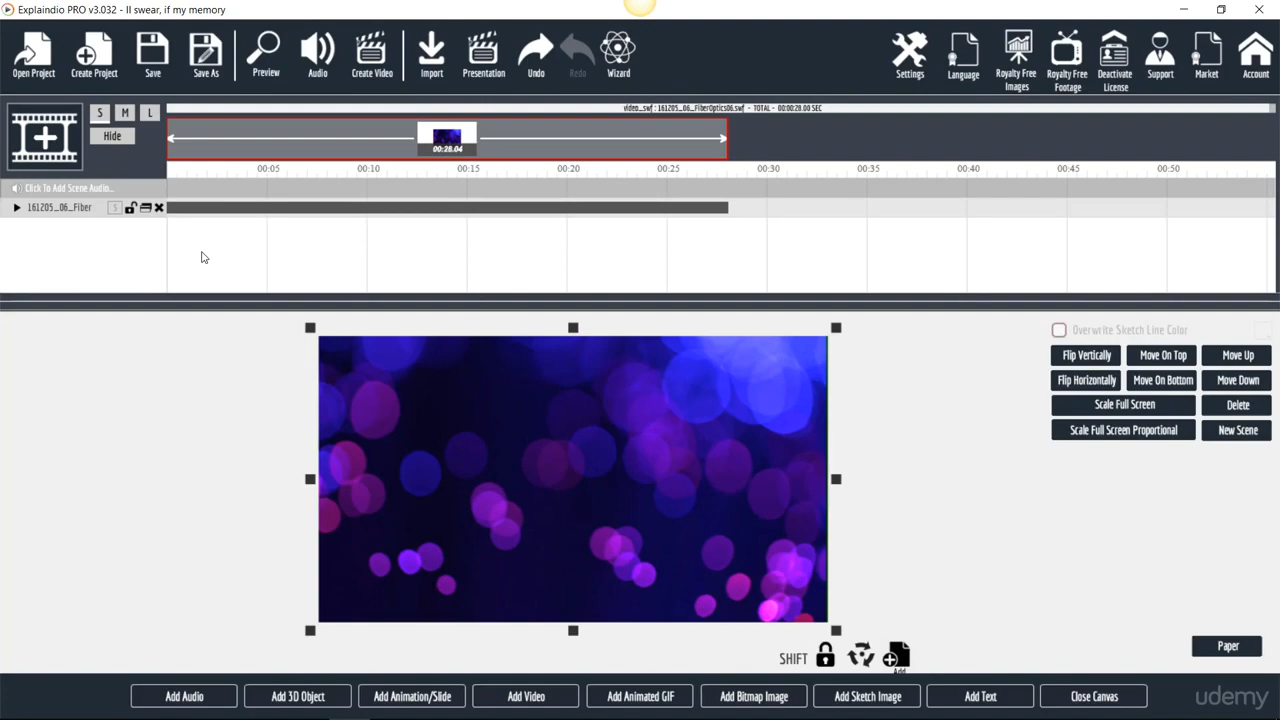 Explaindio PRO v3.032 - II swear, if my memory
Open Project
Create Project
Save
Save As
Preview
Audio
Create Video
Import
Presentation
Undo
Redo
Wizard
Settings
Language
Royalty Free Images
Royalty Free Footage
Deactivate License
Support
Market
Account
S M L
Hide
video_swf : 161205_06_FiberOptics06.swf - TOTAL - 00:00:28.00 SEC
00:28.04
00:05 00:10 00:15 00:20 00:25 00:30 00:35 00:40 00:45 00:50
Click To Add Scene Audio...
161205_06_Fiber
S
Overwrite Sketch Line Color
Flip Vertically Move On Top Move Up
Flip Horizontally Move On Bottom Move Down
Scale Full Screen Delete
Scale Full Screen Proportional New Scene
SHIFT
Add
Paper
Add Audio Add 3D Object Add Animation/Slide Add Video Add Animated GIF Add Bitmap Image Add Sketch Image Add Text Close Canvas
udemy